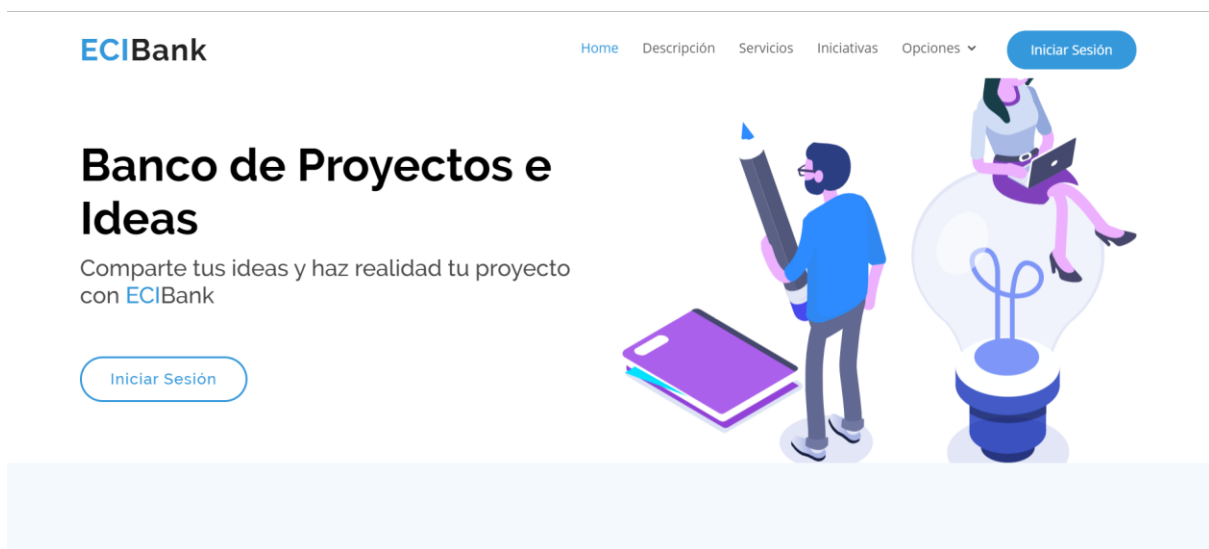 ECIBank
Home Descripción Servicios Iniciativas Opciones Iniciar Sesión
Banco de Proyectos e
Ideas
Comparte tus ideas y haz realidad tu proyecto
con ECIBank
Iniciar Sesión